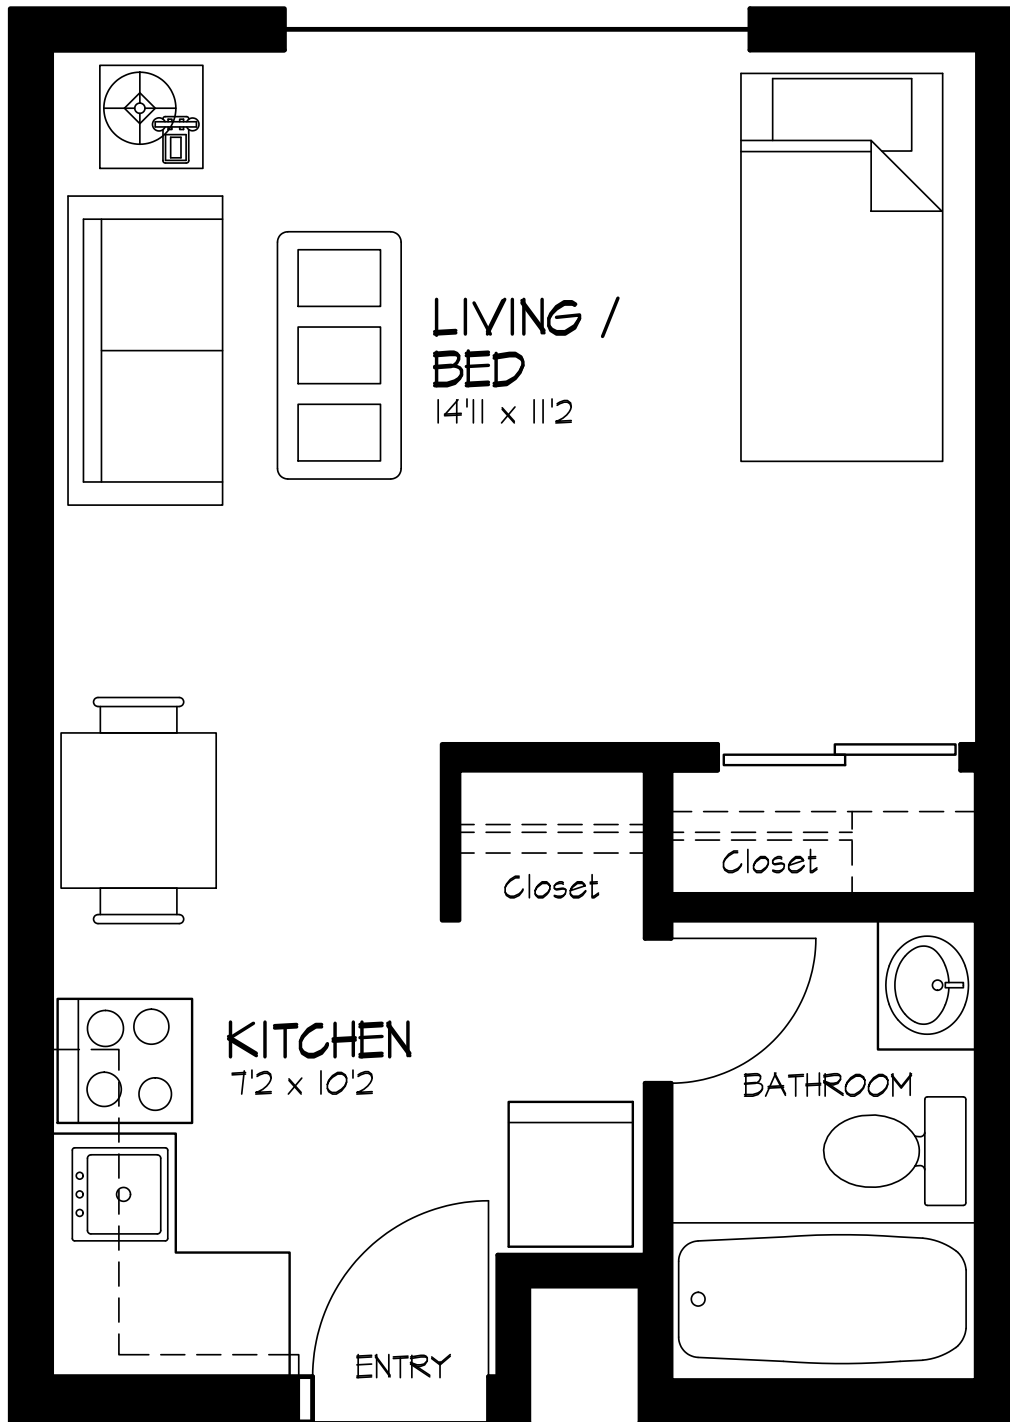 LIVING /
BED
14'11 x 11'2
Closet
Closet
KITCHEN
7'2 x 10'2
BATHROOM
ENTRY